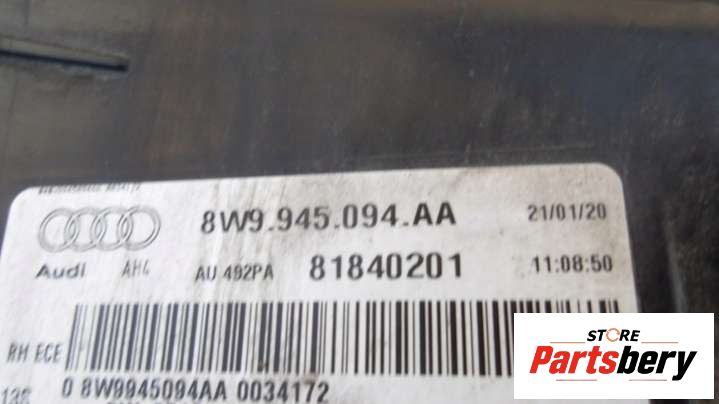 8W9.945.094.AA 21/01/20
Audi AH4 AU 492PA 81840201 11:08:50
RH ECE
0 8W9945094AA 0034172
STORE
Partsbery